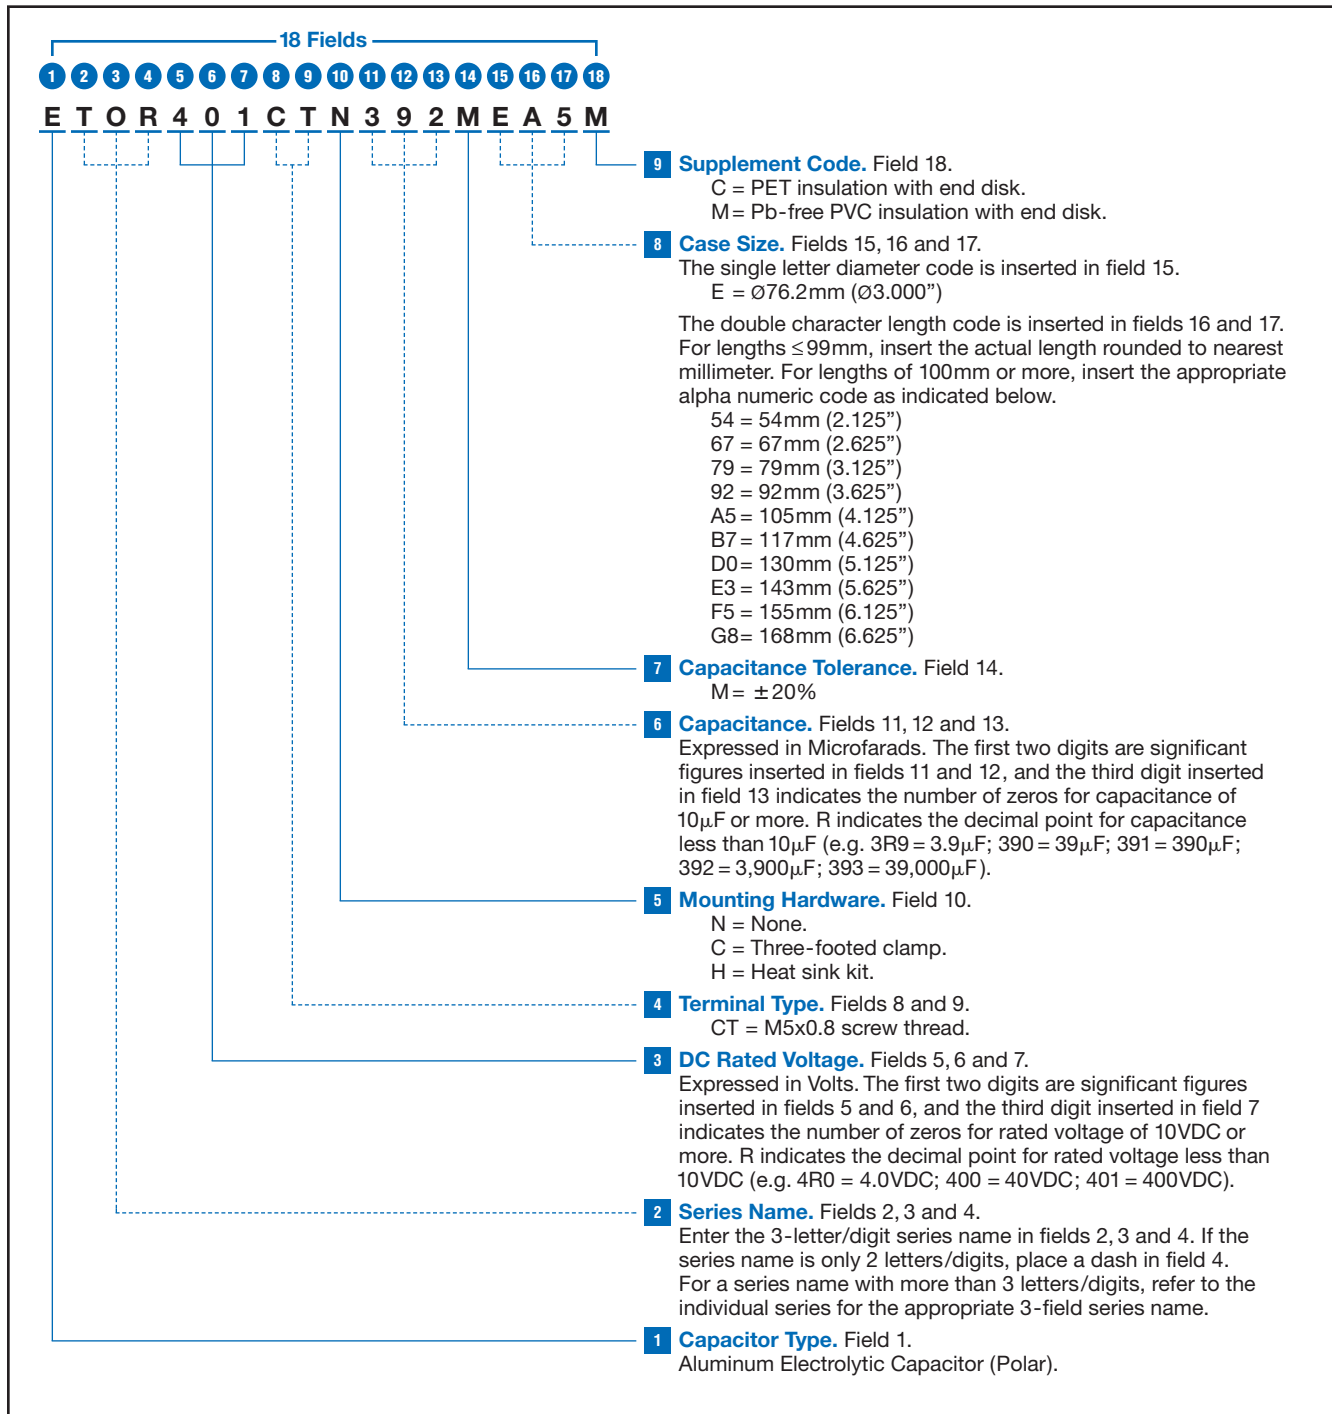 18 Fields
1 2 3 4 5 6 7 8 9 10 11 12 13 14 15 16 17 18
E T O R 4 0 1 C T N 3 9 2 M E A 5 M
9 Supplement Code. Field 18.
C = PET insulation with end disk.
M = Pb-free PVC insulation with end disk.
8 Case Size. Fields 15, 16 and 17.
The single letter diameter code is inserted in field 15.
E = Ø76.2mm (Ø3.000”)
The double character length code is inserted in fields 16 and 17.
For lengths ≤99mm, insert the actual length rounded to nearest
millimeter. For lengths of 100mm or more, insert the appropriate
alpha numeric code as indicated below.
54 = 54mm (2.125”)
67 = 67mm (2.625”)
79 = 79mm (3.125”)
92 = 92mm (3.625”)
A5 = 105mm (4.125”)
B7 = 117mm (4.625”)
D0 = 130mm (5.125”)
E3 = 143mm (5.625”)
F5 = 155mm (6.125”)
G8 = 168mm (6.625”)
7 Capacitance Tolerance. Field 14.
M = ±20%
6 Capacitance. Fields 11, 12 and 13.
Expressed in Microfarads. The first two digits are significant
figures inserted in fields 11 and 12, and the third digit inserted
in field 13 indicates the number of zeros for capacitance of
10µF or more. R indicates the decimal point for capacitance
less than 10µF (e.g. 3R9 = 3.9µF; 390 = 39µF; 391 = 390µF;
392 = 3,900µF; 393 = 39,000µF).
5 Mounting Hardware. Field 10.
N = None.
C = Three-footed clamp.
H = Heat sink kit.
4 Terminal Type. Fields 8 and 9.
CT = M5x0.8 screw thread.
3 DC Rated Voltage. Fields 5, 6 and 7.
Expressed in Volts. The first two digits are significant figures
inserted in fields 5 and 6, and the third digit inserted in field 7
indicates the number of zeros for rated voltage of 10VDC or
more. R indicates the decimal point for rated voltage less than
10VDC (e.g. 4R0 = 4.0VDC; 400 = 40VDC; 401 = 400VDC).
2 Series Name. Fields 2, 3 and 4.
Enter the 3-letter/digit series name in fields 2, 3 and 4. If the
series name is only 2 letters/digits, place a dash in field 4.
For a series name with more than 3 letters/digits, refer to the
individual series for the appropriate 3-field series name.
1 Capacitor Type. Field 1.
Aluminum Electrolytic Capacitor (Polar).